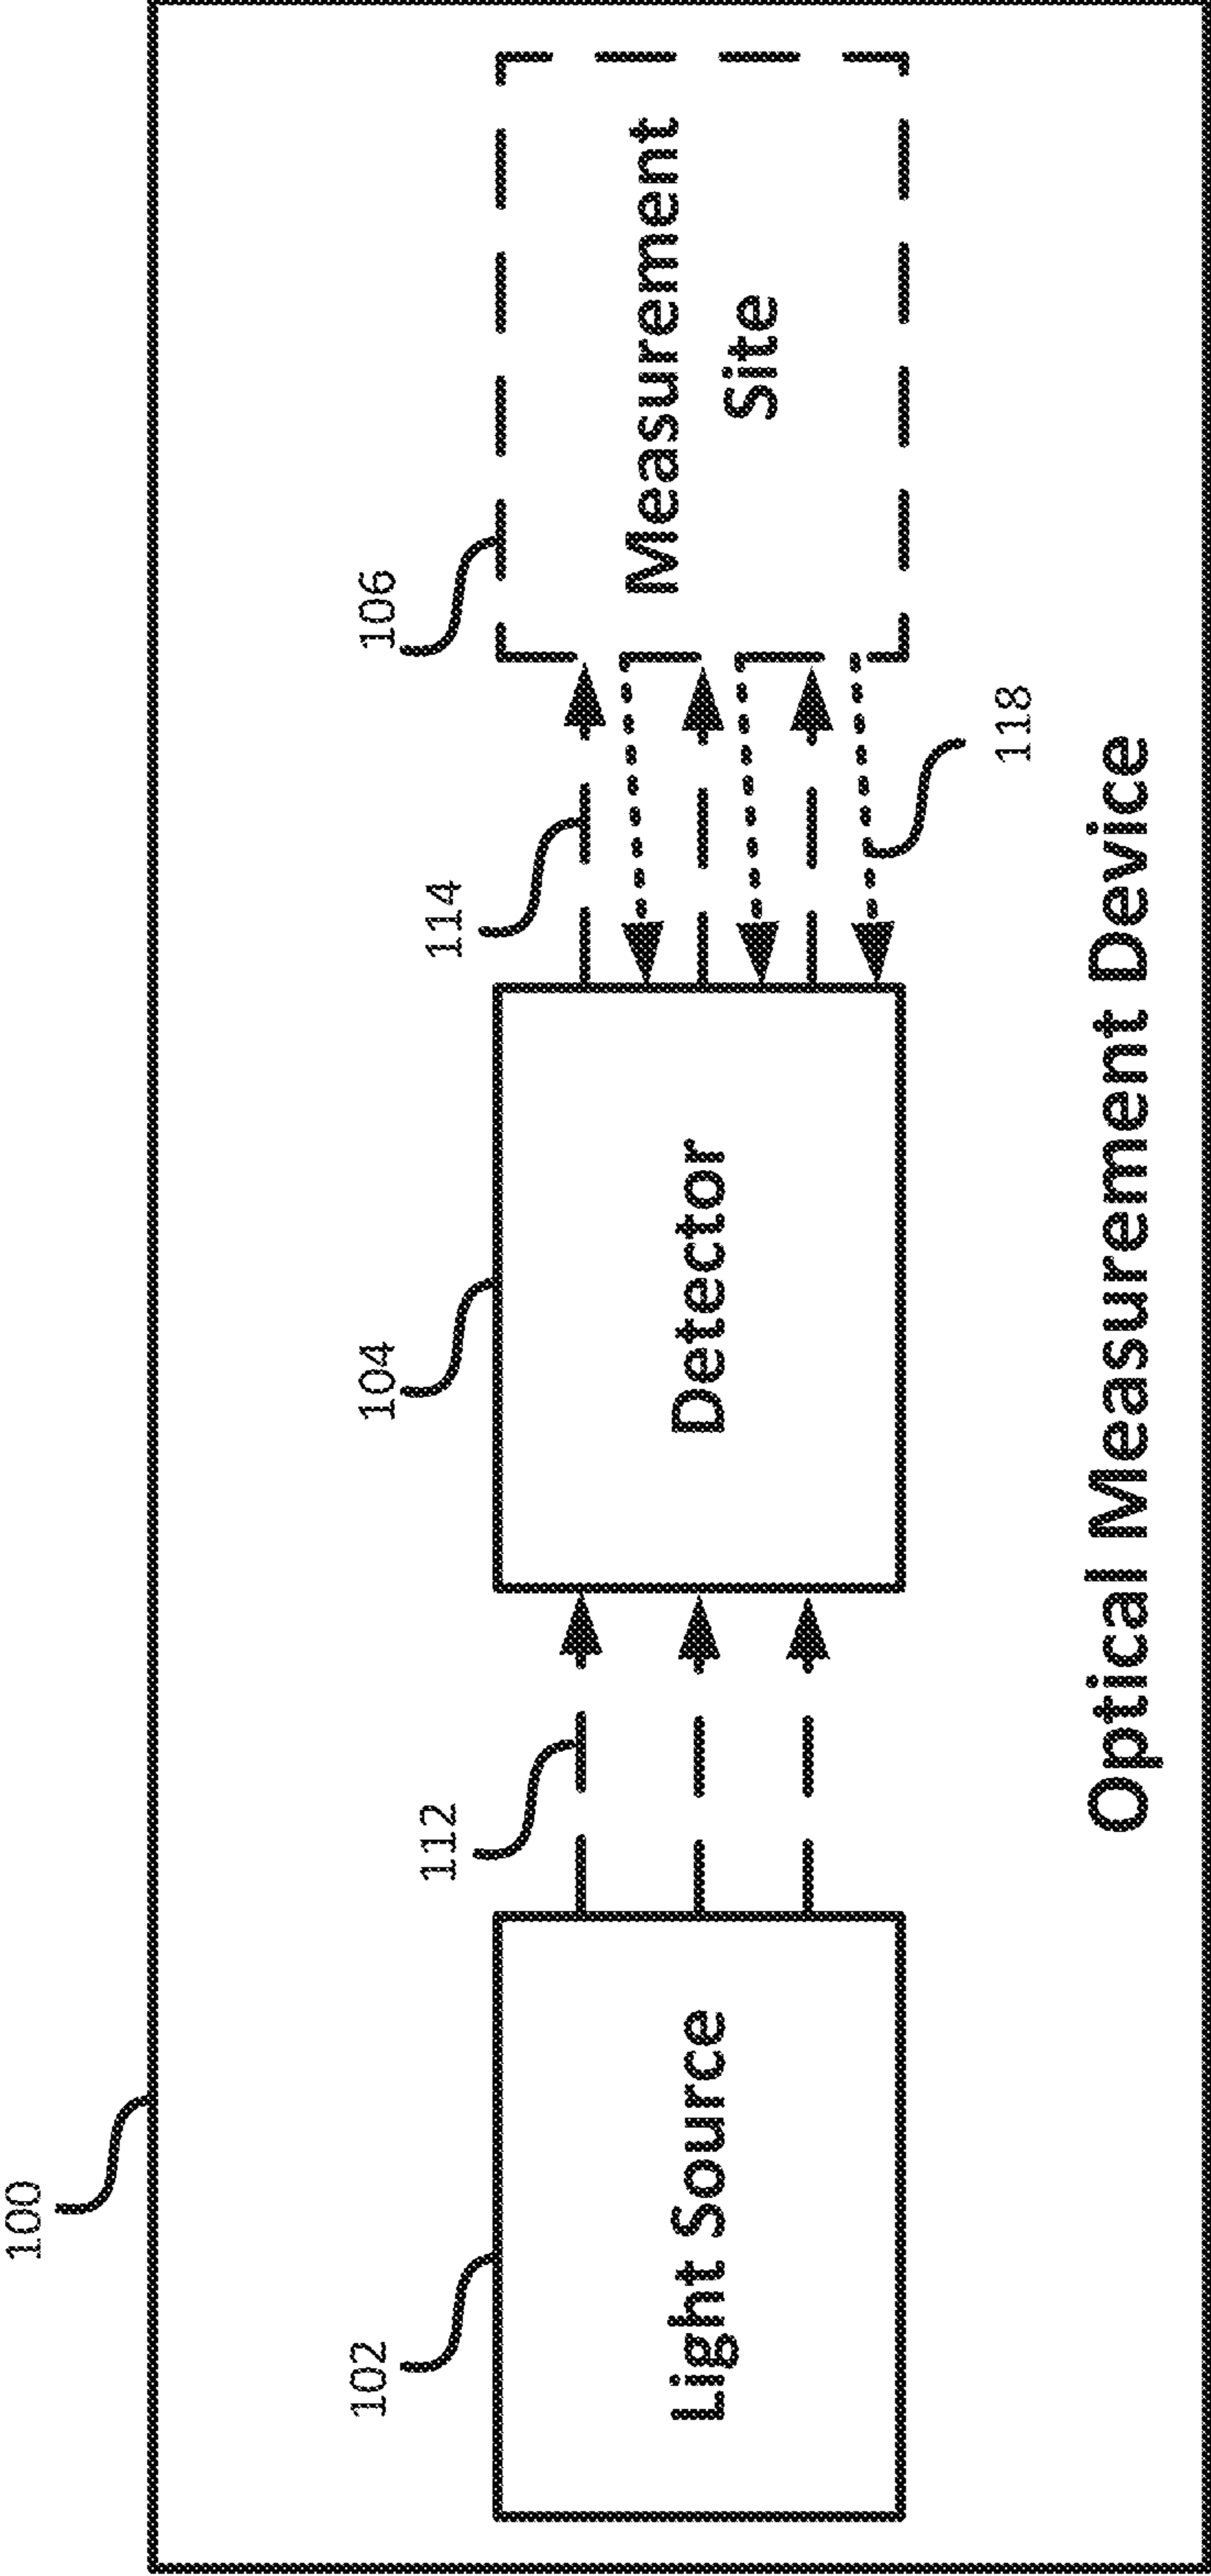 100
102
104
106
112
114
118
Light Source
Detector
Measurement
Site
Optical Measurement Device